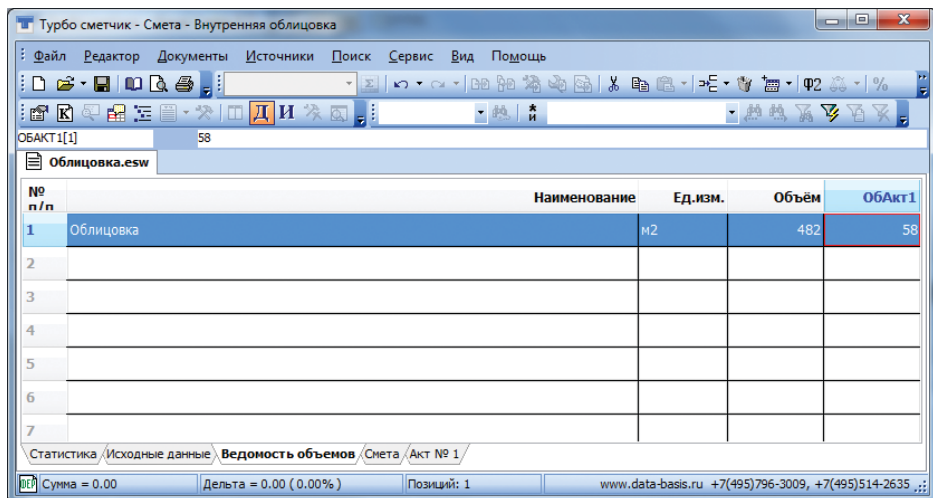 Турбо сметчик - Смета - Внутренняя облицовка
Файл Редактор Документы Источники Поиск Сервис Вид Помощь
Σ φ2 %
K Д И
ОБАКТ1[1] 58
Облицовка.esw
№ п/п Наименование Ед.изм. Объём ОбАкт1
1 Облицовка м2 482 58
2
3
4
5
6
7
Статистика Исходные данные Ведомость объемов Смета Акт № 1
Сумма = 0.00 Дельта = 0.00 ( 0.00% ) Позиций: 1 www.data-basis.ru +7(495)796-3009, +7(495)514-2635